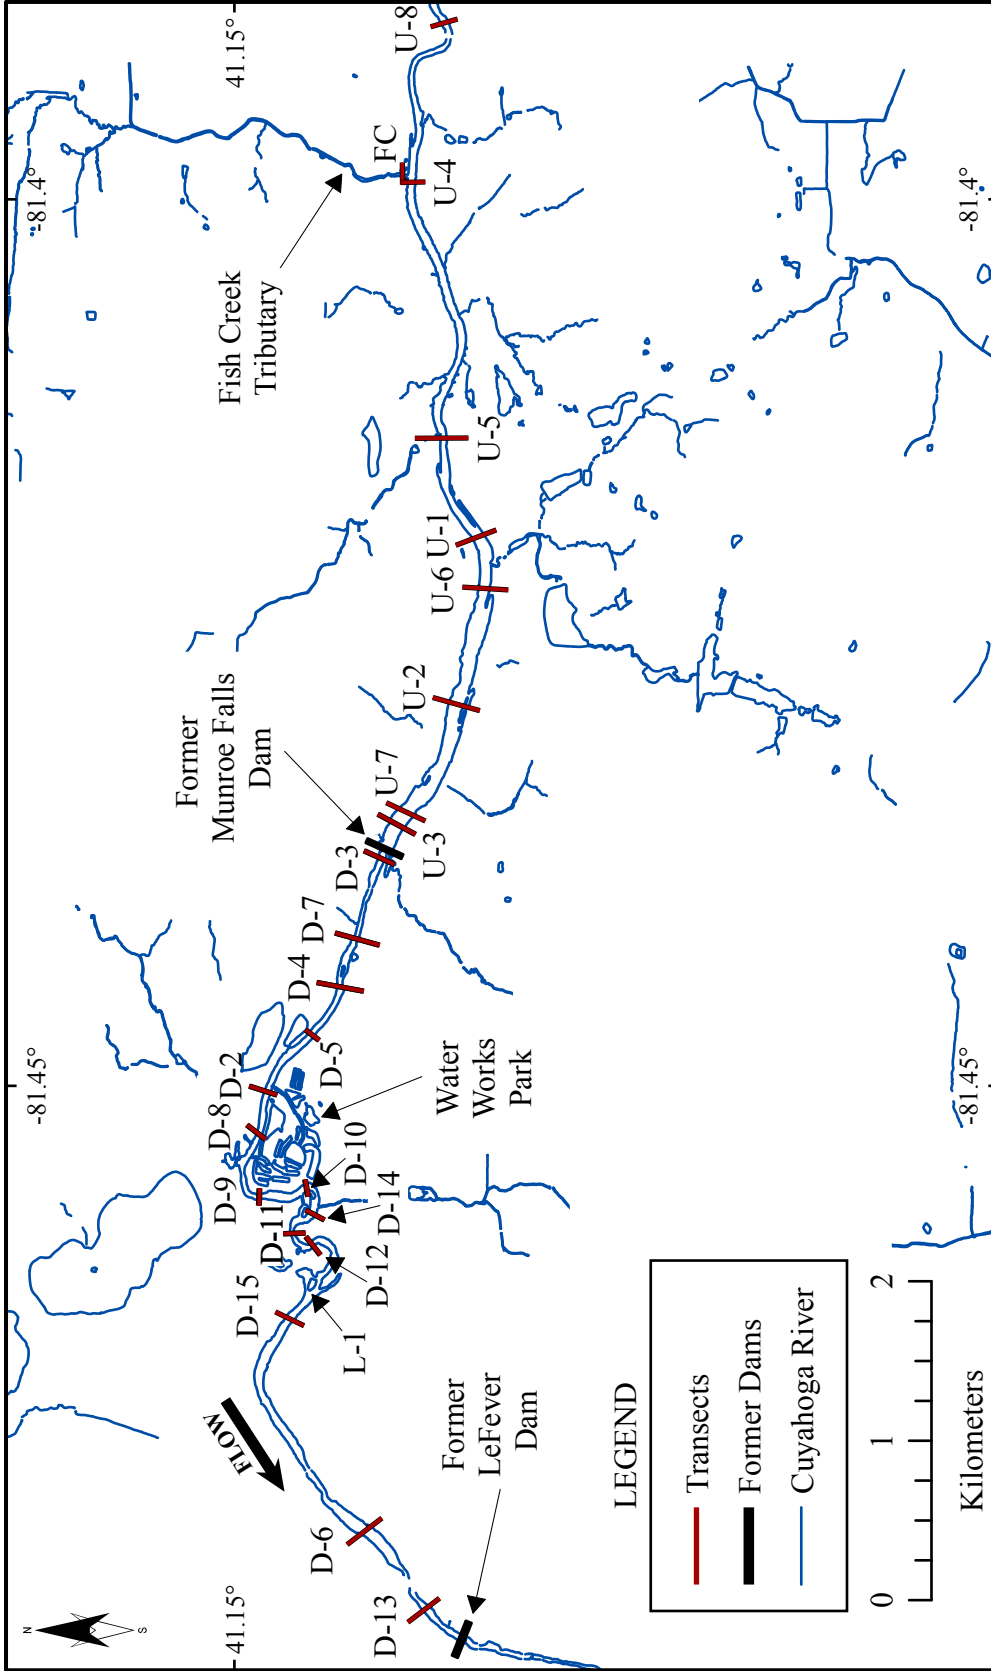 N
S
41.15°
-81.45°
-81.4°
41.15°
U-8
FC
U-4
Fish Creek
Tributary
U-5
U-1
U-6
U-2
Former
Munroe Falls
Dam
U-7
U-3
D-3
D-7
D-4
D-5
D-2
D-8
D-9
Water
Works
Park
D-10
D-14
D-11
D-12
L-1
D-15
FLOW
D-6
D-13
Former
LeFever
Dam
LEGEND
Transects
Former Dams
Cuyahoga River
0 1 2
Kilometers
-81.45°
-81.4°